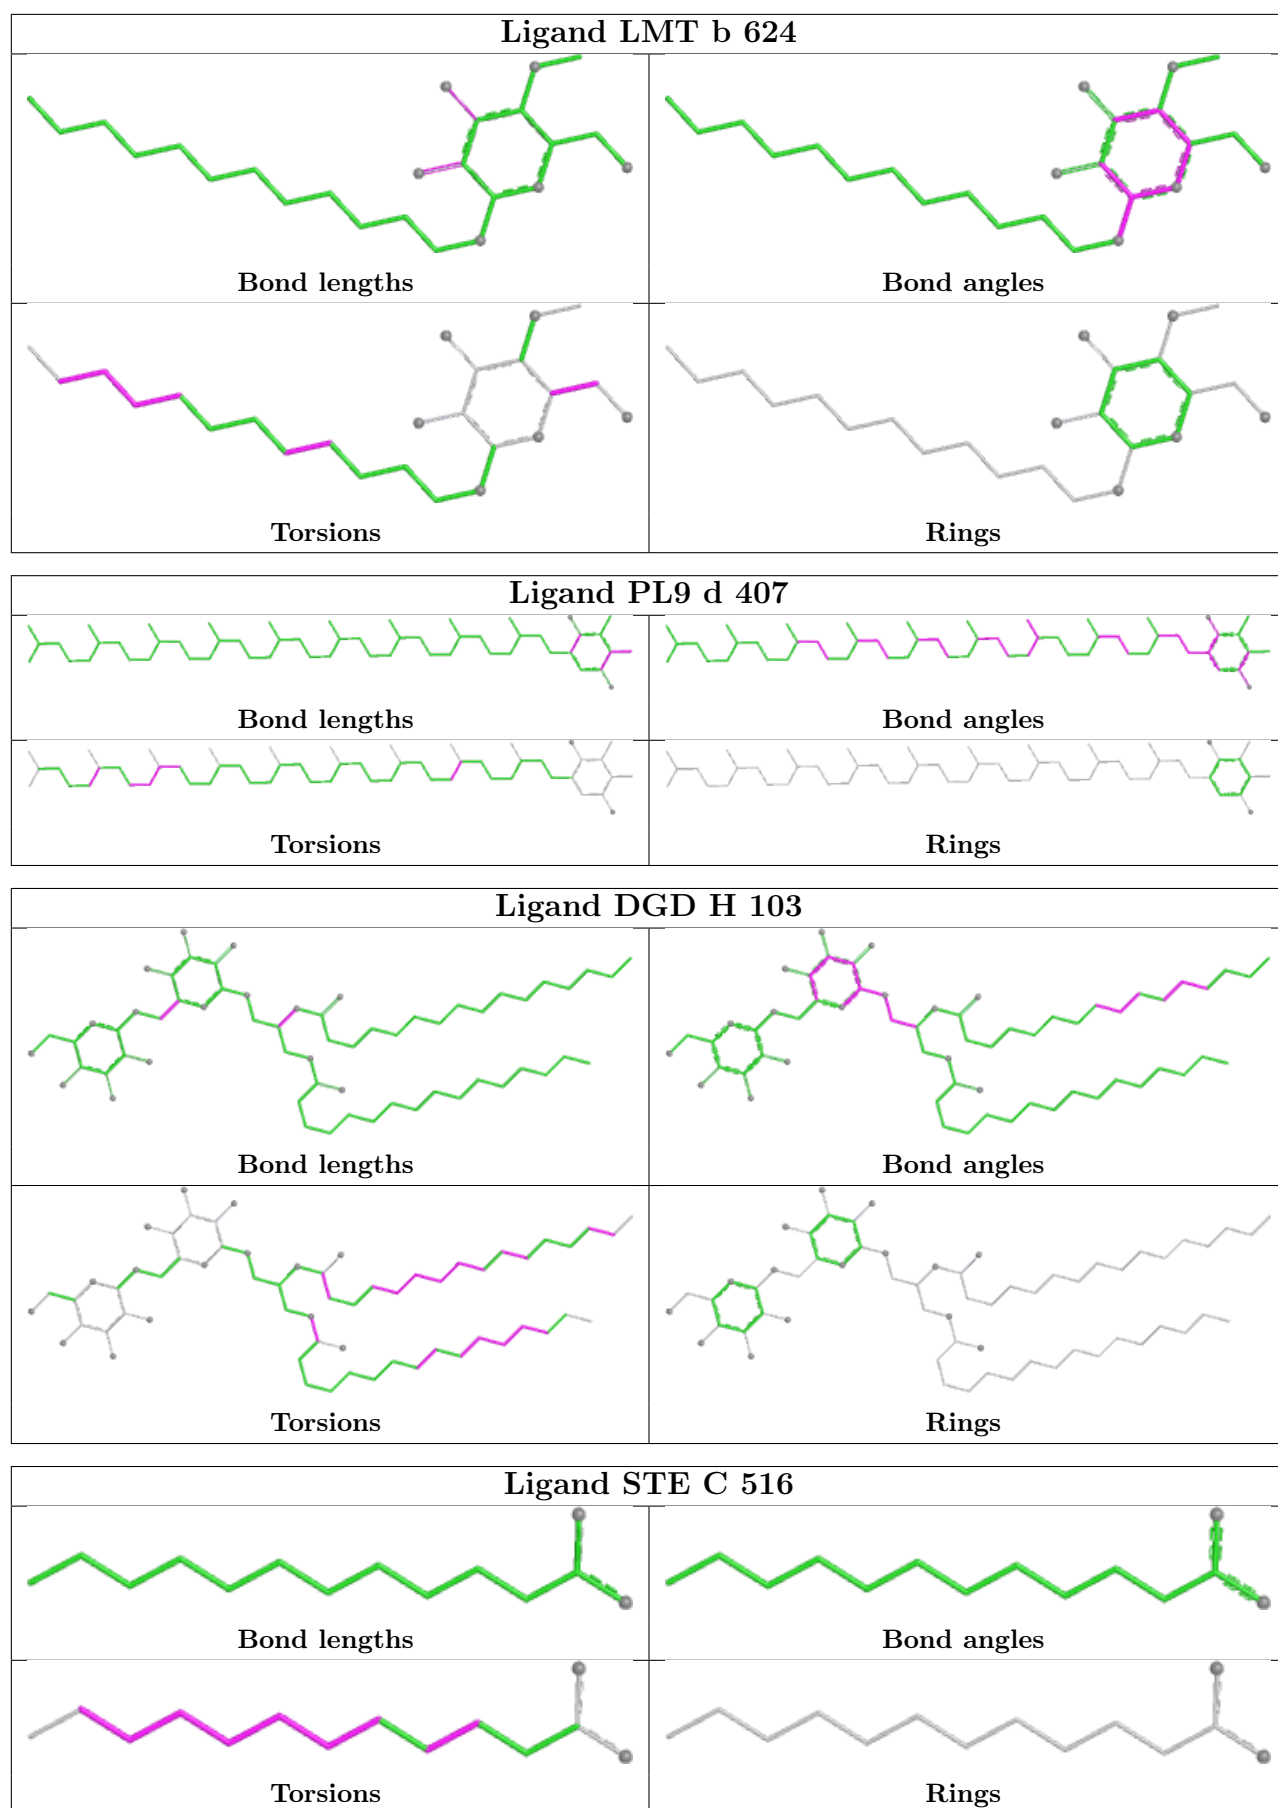 Ligand LMT b 624
Bond lengths
Bond angles
Torsions
Rings
Ligand PL9 d 407
Bond lengths
Bond angles
Torsions
Rings
Ligand DGD H 103
Bond lengths
Bond angles
Torsions
Rings
Ligand STE C 516
Bond lengths
Bond angles
Torsions
Rings